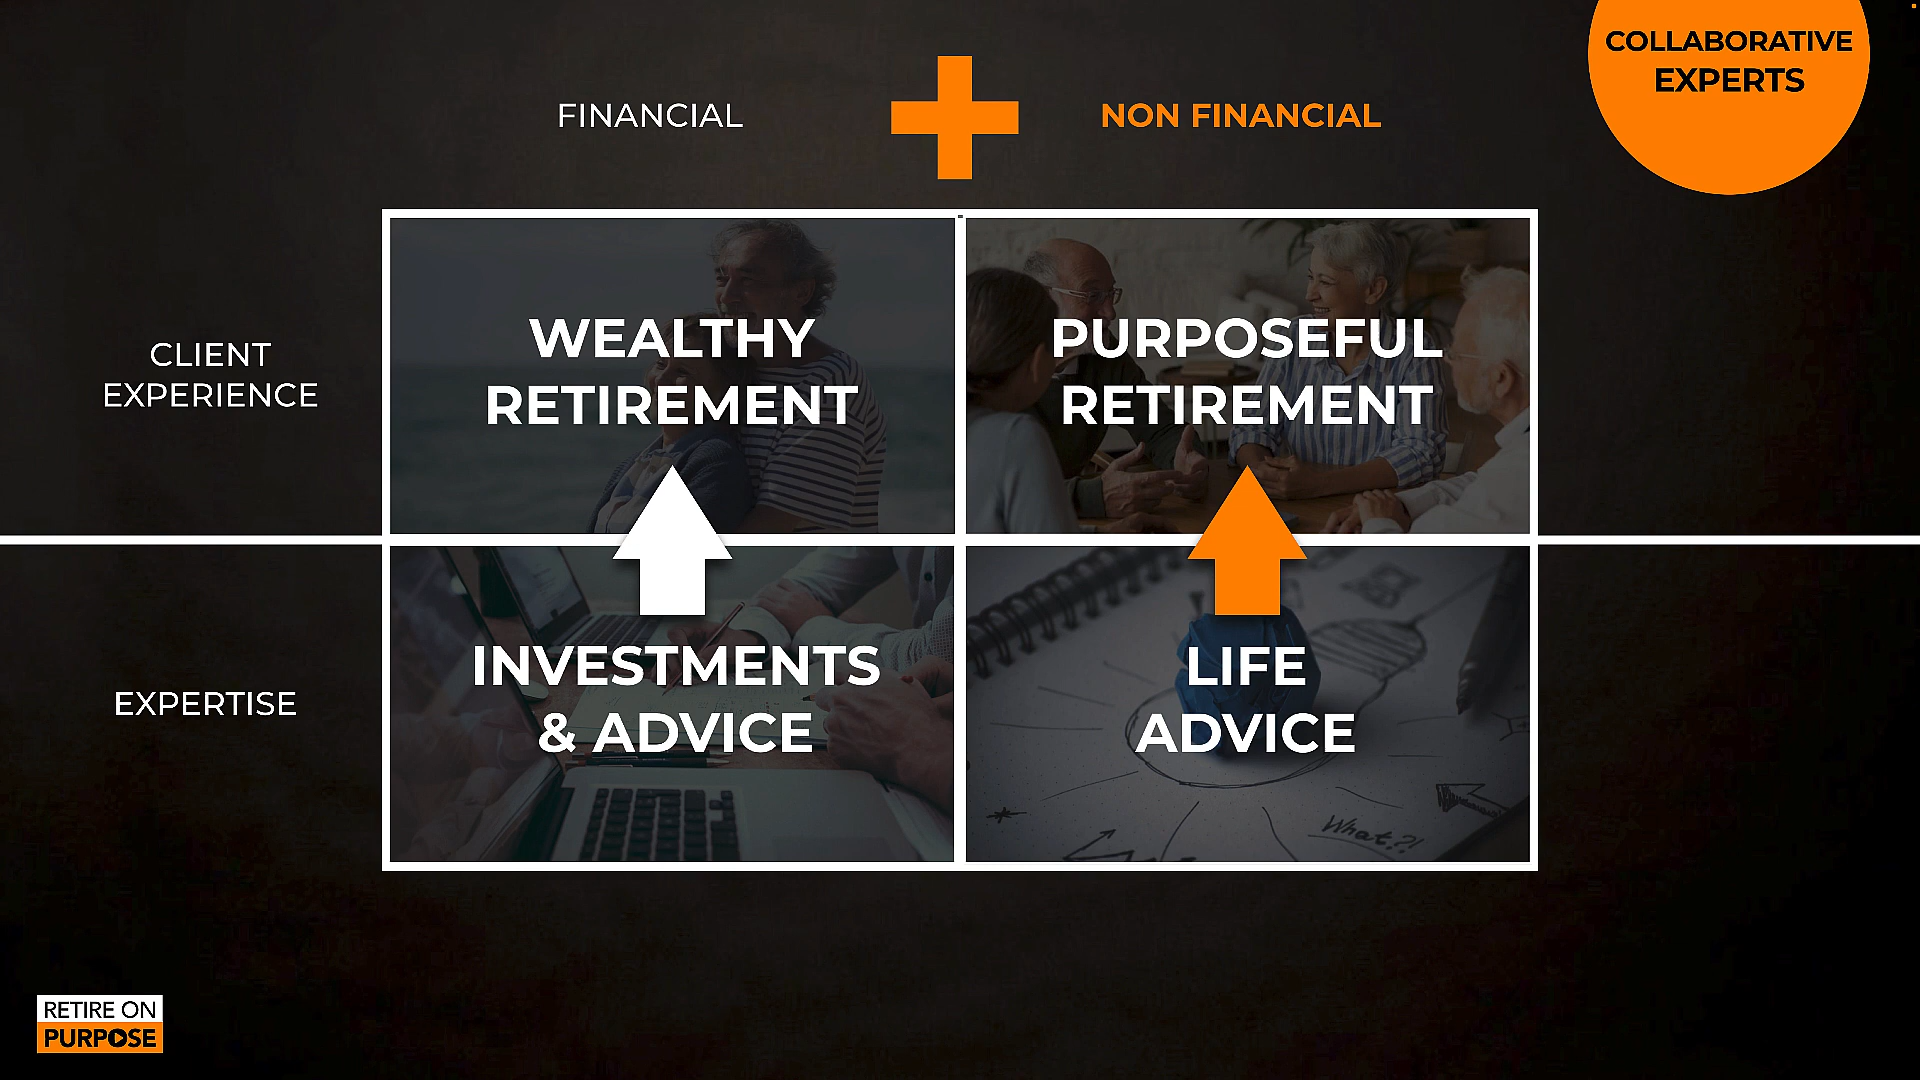 COLLABORATIVE
EXPERTS
FINANCIAL
NON FINANCIAL
CLIENT
EXPERIENCE
WEALTHY
RETIREMENT
PURPOSEFUL
RETIREMENT
EXPERTISE
INVESTMENTS
& ADVICE
LIFE
ADVICE
What?!
RETIRE ON
PURPOSE